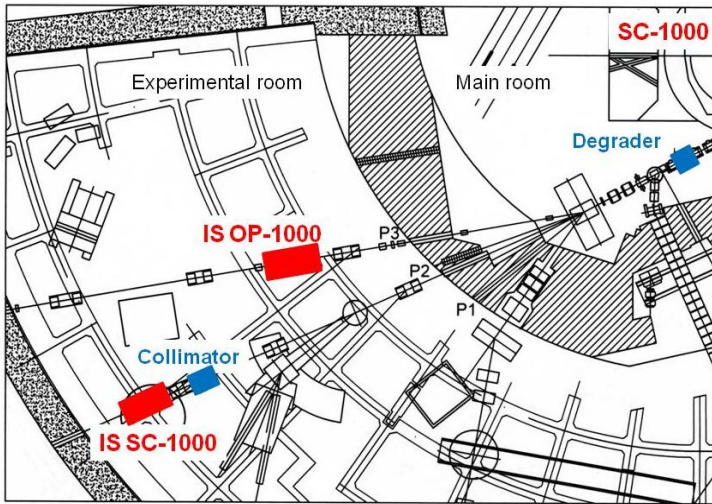 SC-1000
Experimental room
Main room
Degrader
IS OP-1000
P3
P2
P1
Collimator
IS SC-1000